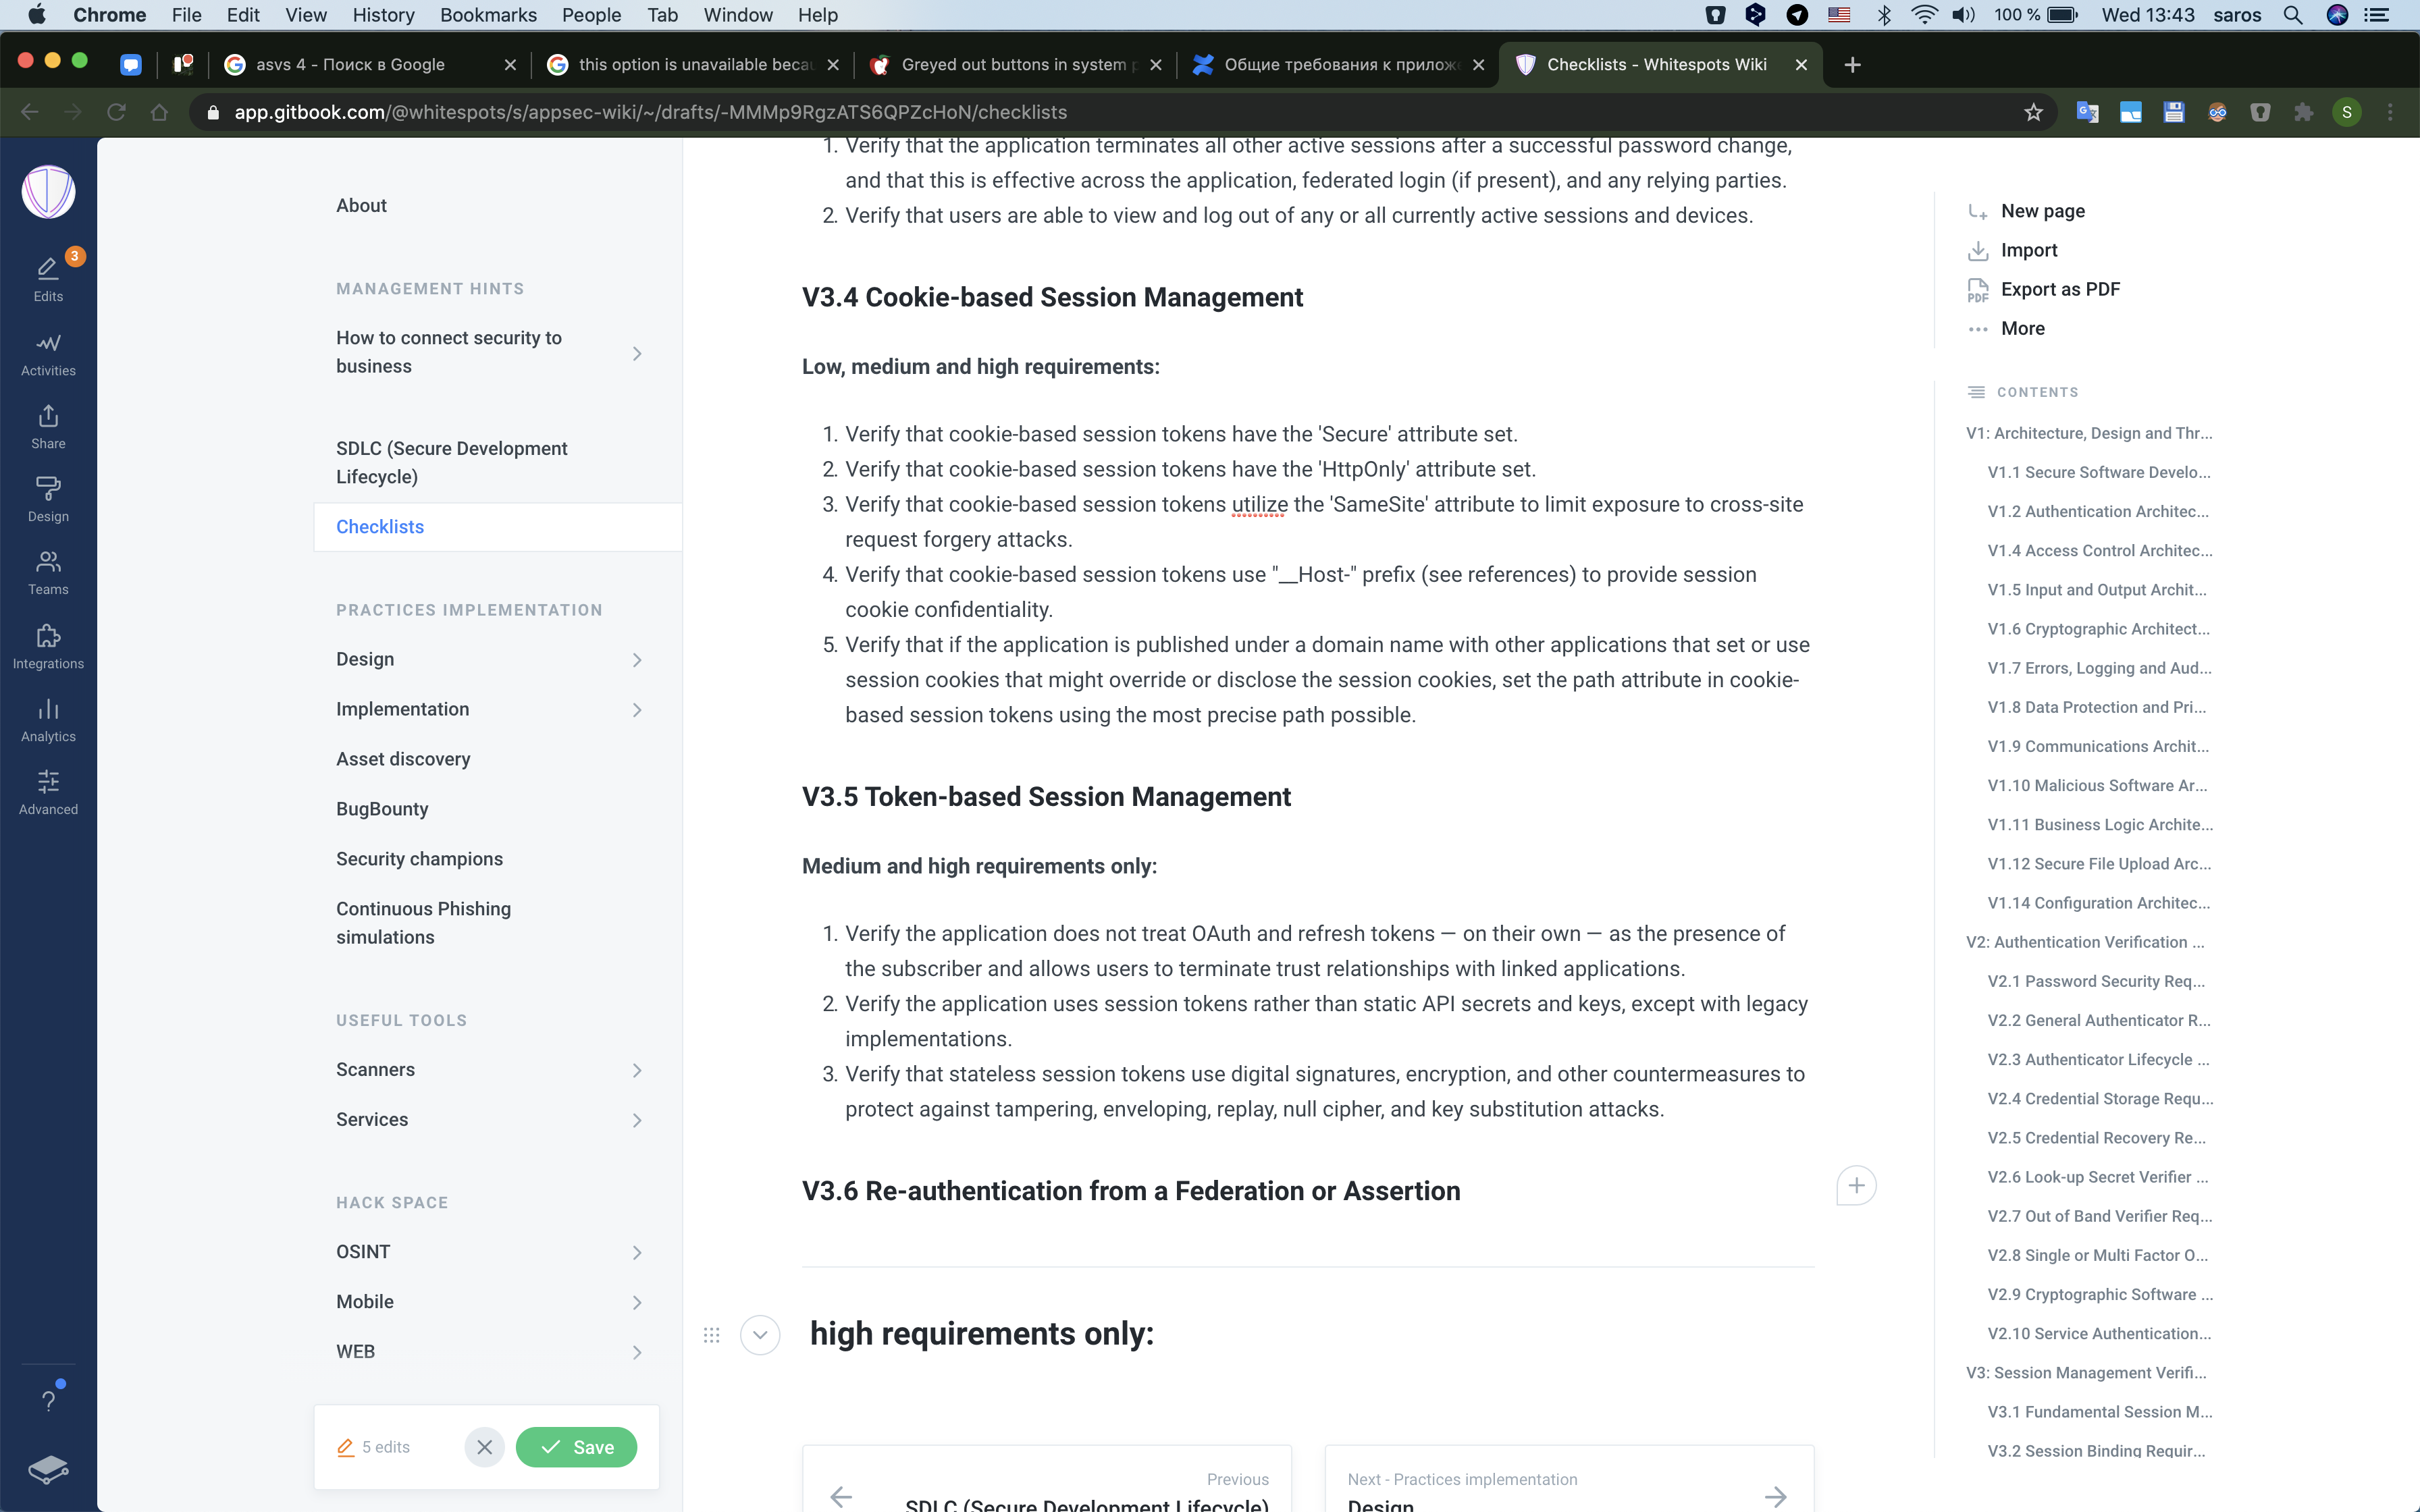 Chrome File Edit View History Bookmarks People Tab Window Help 100 % Wed 13:43 saros
asvs 4 - Поиск в Google
this option is unavailable beca
Greyed out buttons in system p
Общие требования к прилож
Checklists - Whitespots Wiki
app.gitbook.com/@whitespots/s/appsec-wiki/~/drafts/-MMMp9RgzATS6QPZcHoN/checklists
S
3
Edits
Activities
Share
Design
Teams
Integrations
Analytics
Advanced
About
MANAGEMENT HINTS
How to connect security to
business
SDLC (Secure Development
Lifecycle)
Checklists
PRACTICES IMPLEMENTATION
Design
Implementation
Asset discovery
BugBounty
Security champions
Continuous Phishing
simulations
USEFUL TOOLS
Scanners
Services
HACK SPACE
OSINT
Mobile
WEB
5 edits
Save
1. Verify that the application terminates all other active sessions after a successful password change,
and that this is effective across the application, federated login (if present), and any relying parties.
2. Verify that users are able to view and log out of any or all currently active sessions and devices.
V3.4 Cookie-based Session Management
Low, medium and high requirements:
1. Verify that cookie-based session tokens have the 'Secure' attribute set.
2. Verify that cookie-based session tokens have the 'HttpOnly' attribute set.
3. Verify that cookie-based session tokens utilize the 'SameSite' attribute to limit exposure to cross-site
request forgery attacks.
4. Verify that cookie-based session tokens use "__Host-" prefix (see references) to provide session
cookie confidentiality.
5. Verify that if the application is published under a domain name with other applications that set or use
session cookies that might override or disclose the session cookies, set the path attribute in cookie-
based session tokens using the most precise path possible.
V3.5 Token-based Session Management
Medium and high requirements only:
1. Verify the application does not treat OAuth and refresh tokens — on their own — as the presence of
the subscriber and allows users to terminate trust relationships with linked applications.
2. Verify the application uses session tokens rather than static API secrets and keys, except with legacy
implementations.
3. Verify that stateless session tokens use digital signatures, encryption, and other countermeasures to
protect against tampering, enveloping, replay, null cipher, and key substitution attacks.
V3.6 Re-authentication from a Federation or Assertion
high requirements only:
Previous
SDLC (Secure Development Lifecycle)
Next - Practices implementation
Design
New page
Import
PDF Export as PDF
More
CONTENTS
V1: Architecture, Design and Thr...
V1.1 Secure Software Develo...
V1.2 Authentication Architec...
V1.4 Access Control Architec...
V1.5 Input and Output Archit...
V1.6 Cryptographic Architect...
V1.7 Errors, Logging and Aud...
V1.8 Data Protection and Pri...
V1.9 Communications Archit...
V1.10 Malicious Software Ar...
V1.11 Business Logic Archite...
V1.12 Secure File Upload Arc...
V1.14 Configuration Architec...
V2: Authentication Verification ...
V2.1 Password Security Req...
V2.2 General Authenticator R...
V2.3 Authenticator Lifecycle ...
V2.4 Credential Storage Requ...
V2.5 Credential Recovery Re...
V2.6 Look-up Secret Verifier ...
V2.7 Out of Band Verifier Req...
V2.8 Single or Multi Factor O...
V2.9 Cryptographic Software ...
V2.10 Service Authentication...
V3: Session Management Verifi...
V3.1 Fundamental Session M...
V3.2 Session Binding Requir...